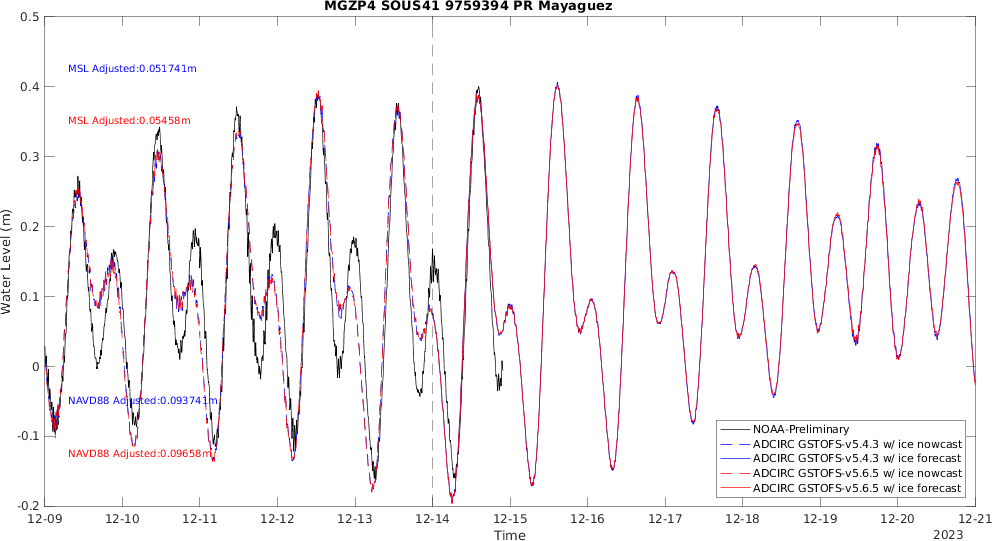 MGZP4 SOUS41 9759394 PR Mayaguez
0.5
0.4
0.3
0.2
0.1
0
-0.1
-0.2
Water Level (m)
MSL Adjusted:0.051741m
MSL Adjusted:0.05458m
NAVD88 Adjusted:0.093741m
NAVD88 Adjusted:0.09658m
NOAA-Preliminary
ADCIRC GSTOFS-v5.4.3 w/ ice nowcast
ADCIRC GSTOFS-v5.4.3 w/ ice forecast
ADCIRC GSTOFS-v5.6.5 w/ ice nowcast
ADCIRC GSTOFS-v5.6.5 w/ ice forecast
12-09 12-10 12-11 12-12 12-13 12-14 12-15 12-16 12-17 12-18 12-19 12-20 12-21
Time
2023